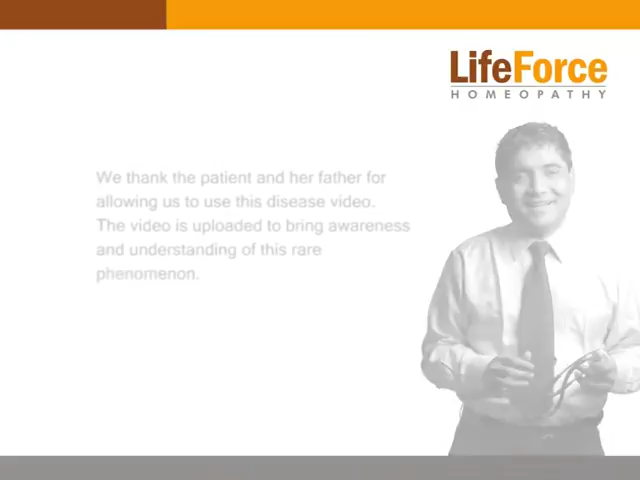 LifeForce
HOMEOPATHY
We thank the patient and her father for
allowing us to use this disease video.
The video is uploaded to bring awareness
and understanding of this rare
phenomenon.